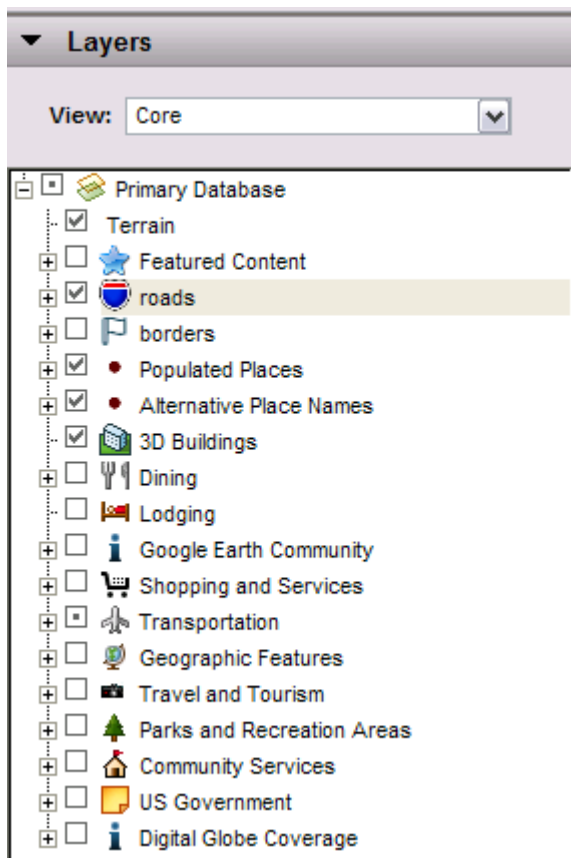 Layers
View: Core
Primary Database
Terrain
Featured Content
roads
borders
Populated Places
Alternative Place Names
3D Buildings
Dining
Lodging
Google Earth Community
Shopping and Services
Transportation
Geographic Features
Travel and Tourism
Parks and Recreation Areas
Community Services
US Government
Digital Globe Coverage